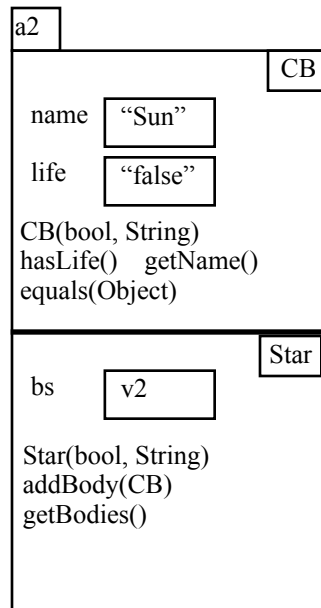 a2
CB
name “Sun”
life “false”
CB(bool, String)
hasLife() getName()
equals(Object)
Star
bs v2
Star(bool, String)
addBody(CB)
getBodies()